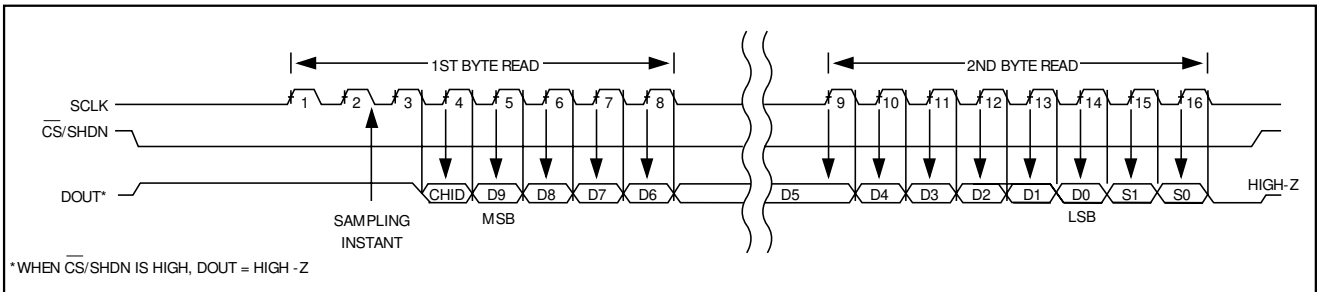 1ST BYTE READ 2ND BYTE READ
SCLK 1 2 3 4 5 6 7 8 9 10 11 12 13 14 15 16
CS/SHDN
DOUT* CHID D9 D8 D7 D6 D5 D4 D3 D2 D1 D0 S1 S0 HIGH-Z
MSB LSB
SAMPLING
INSTANT
*WHEN CS/SHDN IS HIGH, DOUT = HIGH -Z